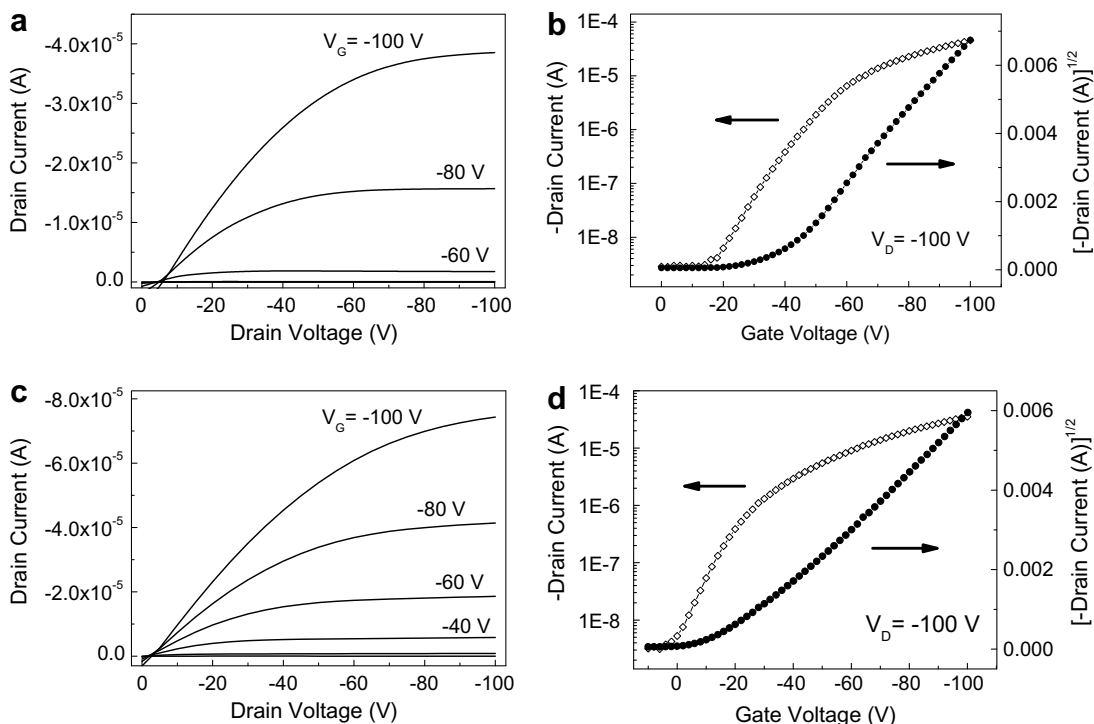 a
-4.0x10⁻⁵
-3.0x10⁻⁵
-2.0x10⁻⁵
-1.0x10⁻⁵
0.0
Drain Current (A)
V_G= -100 V
-80 V
-60 V
0 -20 -40 -60 -80 -100
Drain Voltage (V)
b
1E-4
1E-5
1E-6
1E-7
1E-8
-Drain Current (A)
0.006
0.004
0.002
0.000
[-Drain Current (A)]^1/2
V_D= -100 V
0 -20 -40 -60 -80 -100
Gate Voltage (V)
c
-8.0x10⁻⁵
-6.0x10⁻⁵
-4.0x10⁻⁵
-2.0x10⁻⁵
0.0
Drain Current (A)
V_G= -100 V
-80 V
-60 V
-40 V
0 -20 -40 -60 -80 -100
Drain Voltage (V)
d
1E-4
1E-5
1E-6
1E-7
1E-8
-Drain Current (A)
0.006
0.004
0.002
0.000
[-Drain Current (A)]^1/2
V_D= -100 V
0 -20 -40 -60 -80 -100
Gate Voltage (V)